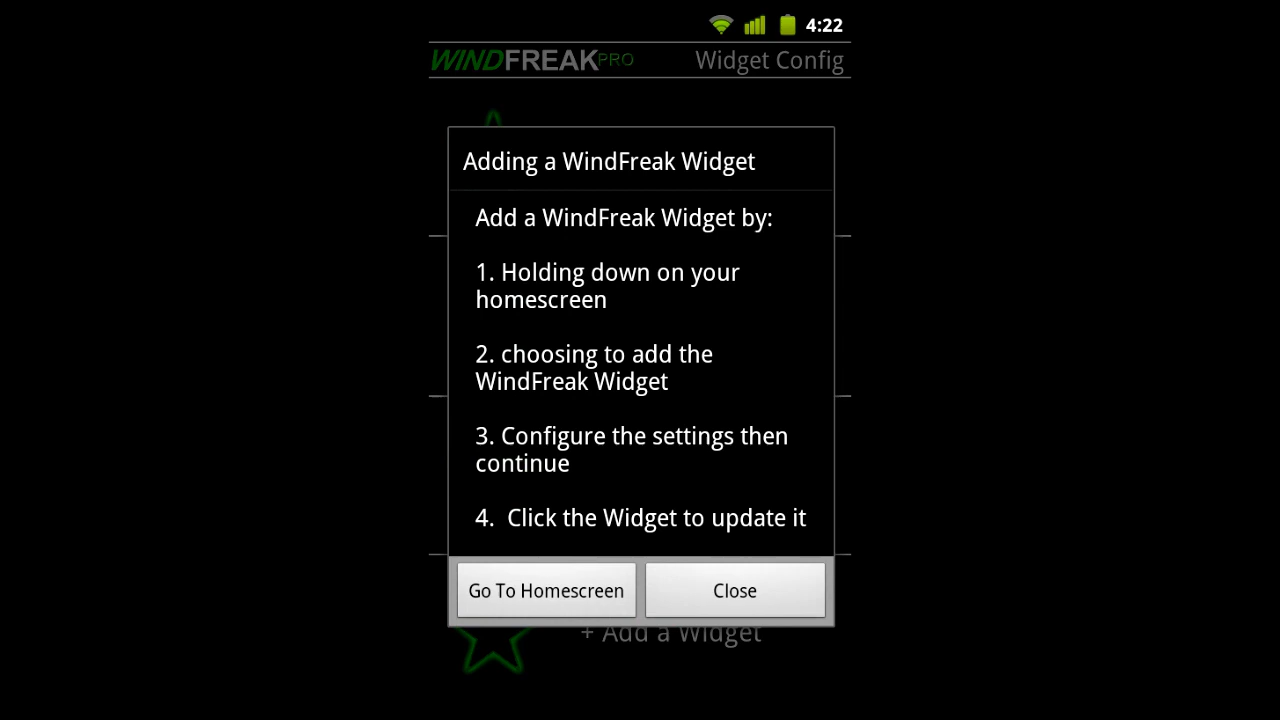 4:22
WINDFREAKPRO Widget Config
Adding a WindFreak Widget
Add a WindFreak Widget by:
1. Holding down on your
homescreen
2. choosing to add the
WindFreak Widget
3. Configure the settings then
continue
4.  Click the Widget to update it
Go To Homescreen Close
+ Add a Widget